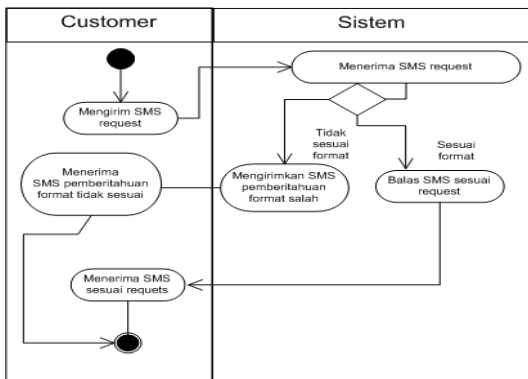 Customer
Sistem
Menerima SMS request
Mengirim SMS
request
Tidak
sesuai
format
Sesuai
format
Menerima
SMS pemberitahuan
format tidak sesuai
Mengirimkan SMS
pemberitahuan
format salah
Balas SMS sesuai
request
Menerima SMS
sesuai requets